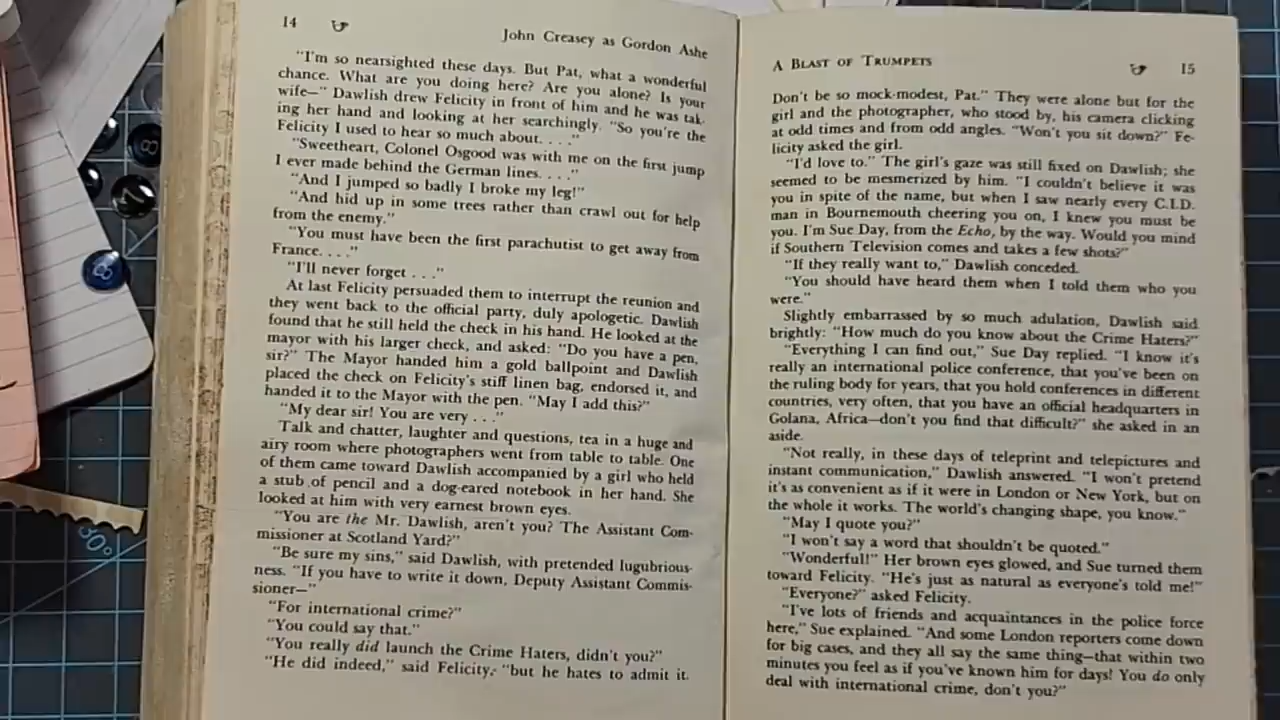 14
John Creasey as Gordon Ashe
"I'm so nearsighted these days. But Pat, what a wonderful
chance. What are you doing here? Are you alone? Is your
wife—" Dawlish drew Felicity in front of him and he was tak-
ing her hand and looking at her searchingly. "So you're the
Felicity I used to hear so much about. . . ."
"Sweetheart, Colonel Osgood was with me on the first jump
I ever made behind the German lines. . . ."
"And I jumped so badly I broke my leg!"
"And hid up in some trees rather than crawl out for help
from the enemy."
"You must have been the first parachutist to get away from
France. . . ."
"I'll never forget . . ."
At last Felicity persuaded them to interrupt the reunion and
they went back to the official party, duly apologetic. Dawlish
found that he still held the check in his hand. He looked at the
mayor with his larger check, and asked: "Do you have a pen,
sir?" The Mayor handed him a gold ballpoint and Dawlish
placed the check on Felicity's stiff linen bag, endorsed it, and
handed it to the Mayor with the pen. "May I add this?"
"My dear sir! You are very . . ."
Talk and chatter, laughter and questions, tea in a huge and
airy room where photographers went from table to table. One
of them came toward Dawlish accompanied by a girl who held
a stub of pencil and a dog-eared notebook in her hand. She
looked at him with very earnest brown eyes.
"You are the Mr. Dawlish, aren't you? The Assistant Com-
missioner at Scotland Yard?"
"Be sure my sins," said Dawlish, with pretended lugubrious-
ness. "If you have to write it down, Deputy Assistant Commis-
sioner—"
"For international crime?"
"You could say that."
"You really did launch the Crime Haters, didn't you?"
"He did indeed," said Felicity, "but he hates to admit it.
A BLAST OF TRUMPETS
15
Don't be so mock-modest, Pat." They were alone but for the
girl and the photographer, who stood by, his camera clicking
at odd times and from odd angles. "Won't you sit down?" Fe-
licity asked the girl.
"I'd love to." The girl's gaze was still fixed on Dawlish; she
seemed to be mesmerized by him. "I couldn't believe it was
you in spite of the name, but when I saw nearly every C.I.D.
man in Bournemouth cheering you on, I knew you must be
you. I'm Sue Day, from the Echo, by the way. Would you mind
if Southern Television comes and takes a few shots?"
"If they really want to," Dawlish conceded.
"You should have heard them when I told them who you
were."
Slightly embarrassed by so much adulation, Dawlish said
brightly: "How much do you know about the Crime Haters?"
"Everything I can find out," Sue Day replied. "I know it's
really an international police conference, that you've been on
the ruling body for years, that you hold conferences in different
countries, very often, that you have an official headquarters in
Golana, Africa—don't you find that difficult?" she asked in an
aside.
"Not really, in these days of teleprint and telepictures and
instant communication," Dawlish answered. "I won't pretend
it's as convenient as if it were in London or New York, but on
the whole it works. The world's changing shape, you know."
"May I quote you?"
"I won't say a word that shouldn't be quoted."
"Wonderful!" Her brown eyes glowed, and Sue turned them
toward Felicity. "He's just as natural as everyone's told me!"
"Everyone?" asked Felicity.
"I've lots of friends and acquaintances in the police force
here," Sue explained. "And some London reporters come down
for big cases, and they all say the same thing—that within two
minutes you feel as if you've known him for days! You do only
deal with international crime, don't you?"
8
8
30°